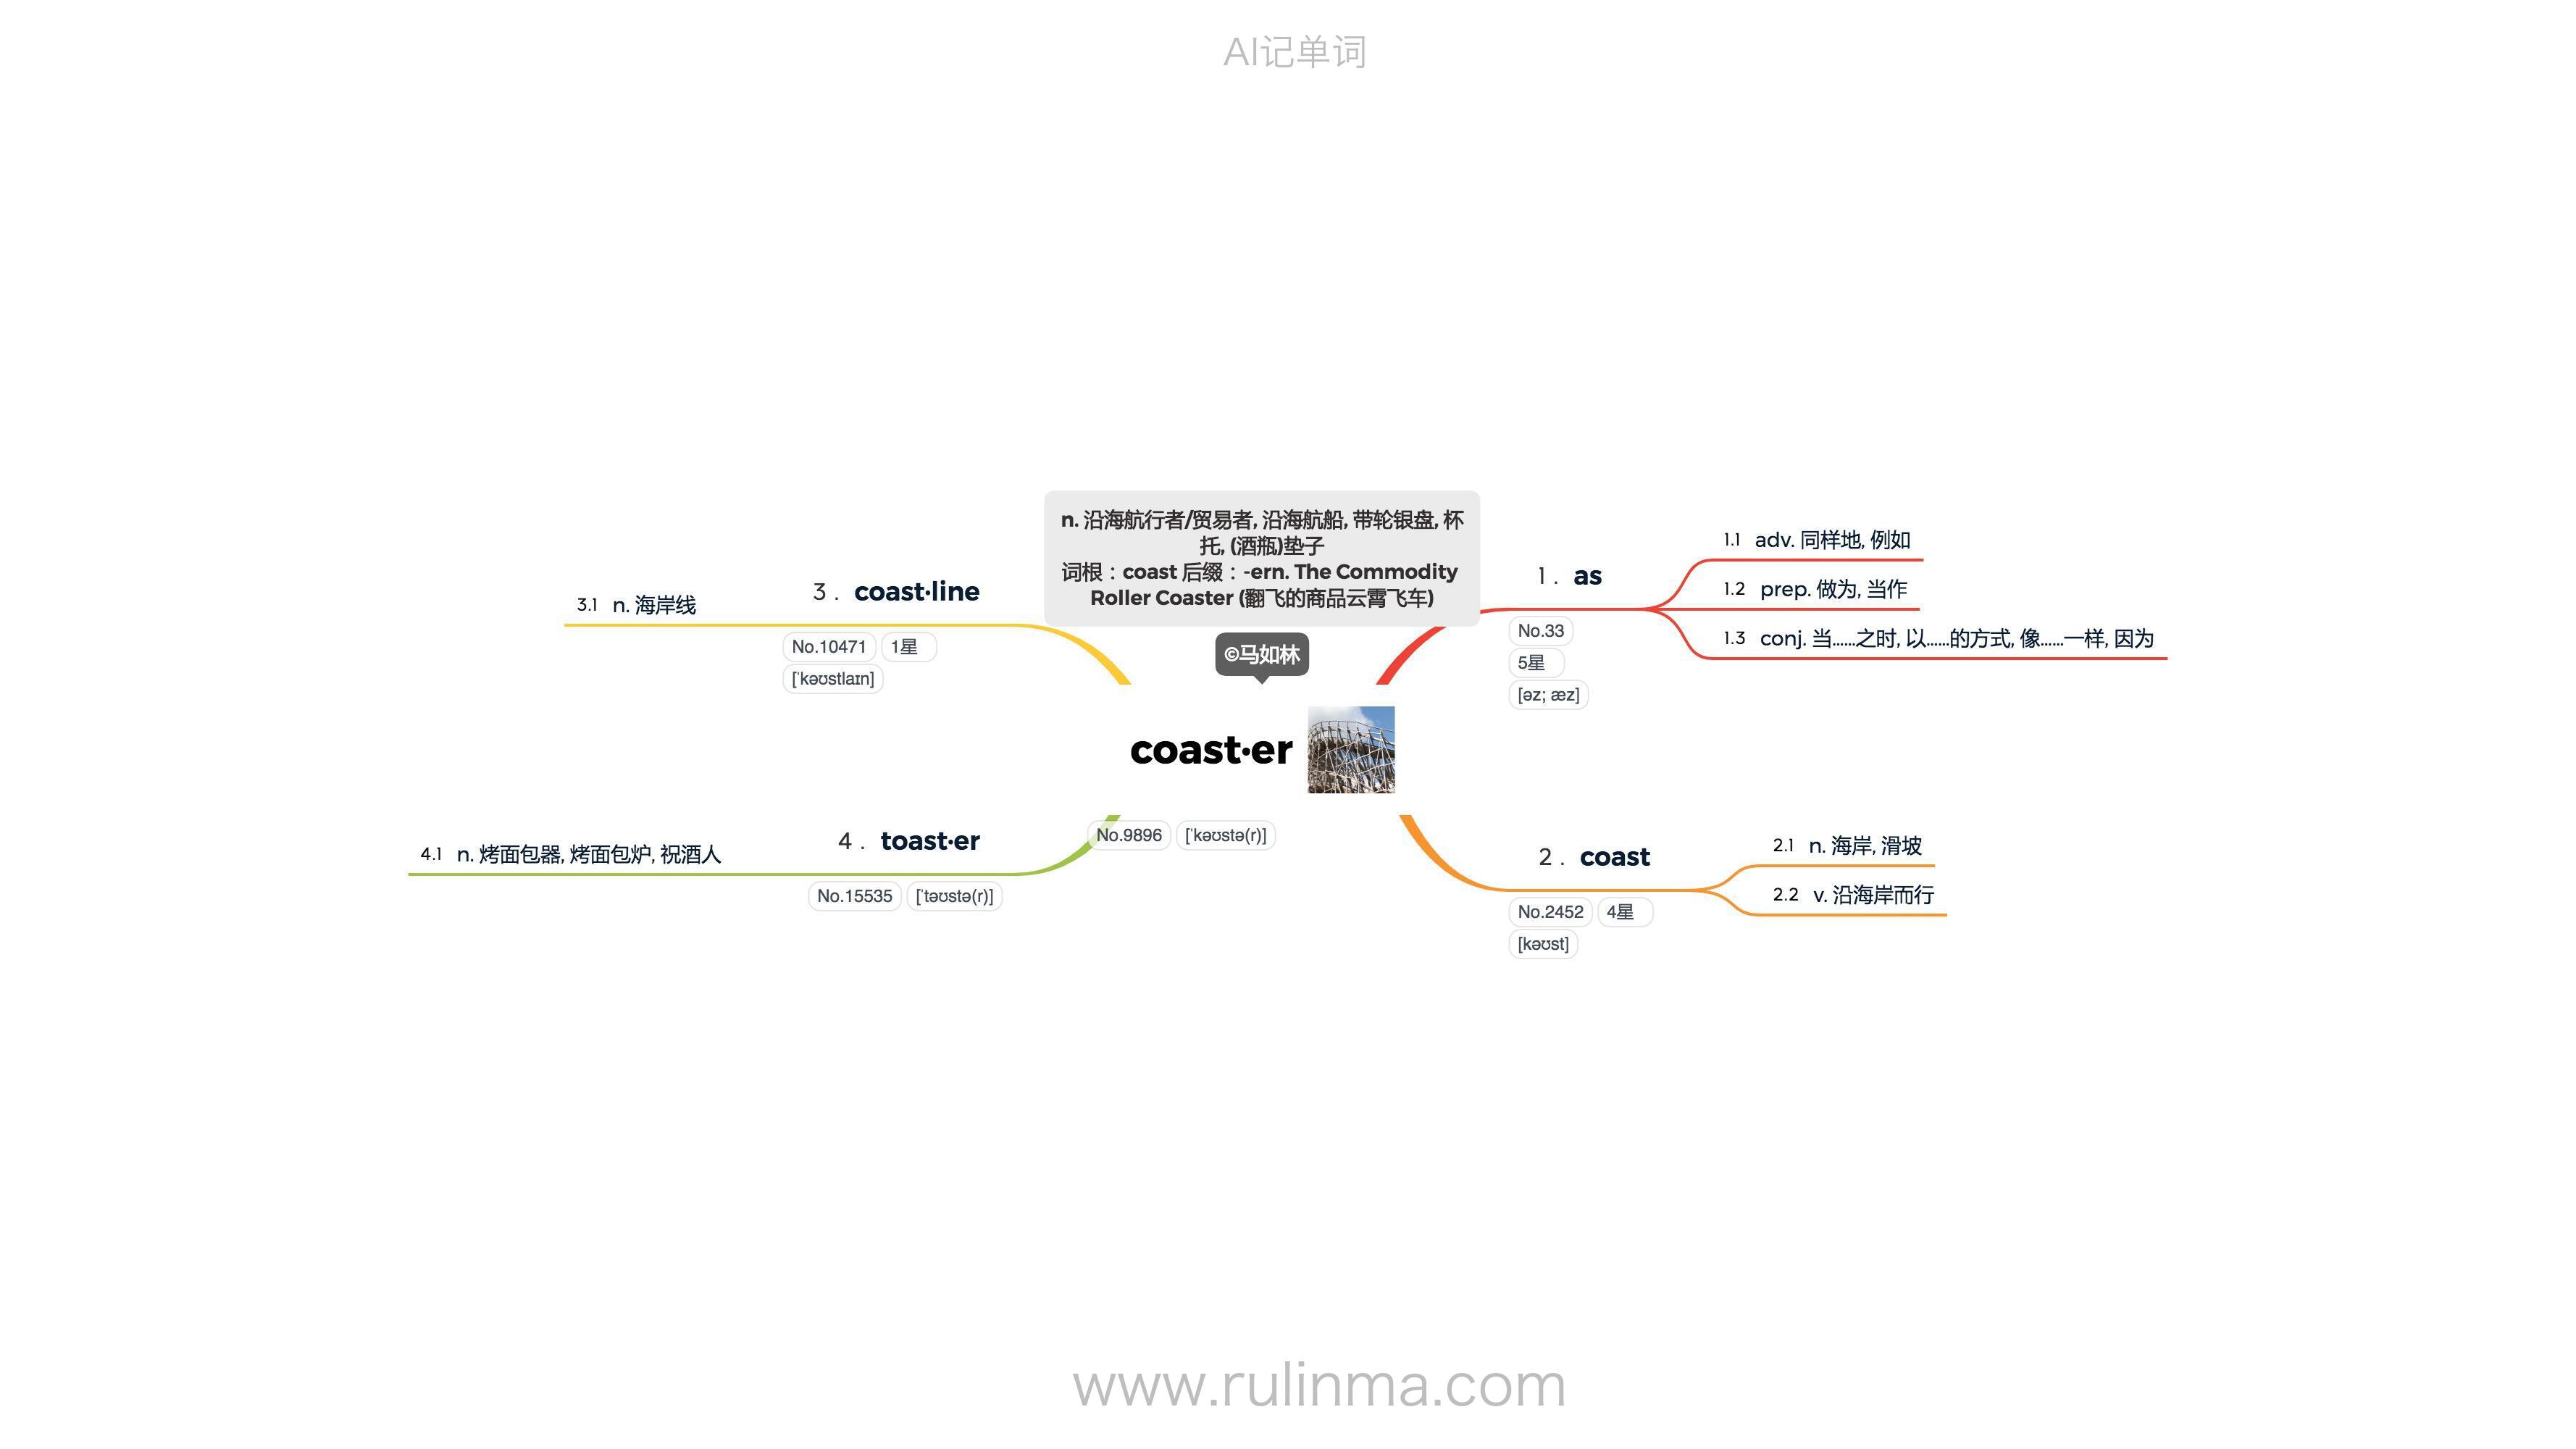 AI记单词
n. 沿海航行者/贸易者, 沿海航船, 带轮银盘, 杯
托, (酒瓶)垫子
词根：coast 后缀：-ern. The Commodity
Roller Coaster (翻飞的商品云霄飞车)
©马如林
coast·er
No.9896 [ˈkəʊstə(r)]
1 . as
No.33
5星
[əz; æz]
1.1 adv. 同样地, 例如
1.2 prep. 做为, 当作
1.3 conj. 当……之时, 以……的方式, 像……一样, 因为
2 . coast
No.2452 4星
[kəʊst]
2.1 n. 海岸, 滑坡
2.2 v. 沿海岸而行
3 . coast·line
No.10471 1星
[ˈkəʊstlaɪn]
3.1 n. 海岸线
4 . toast·er
No.15535 [ˈtəʊstə(r)]
4.1 n. 烤面包器, 烤面包炉, 祝酒人
www.rulinma.com